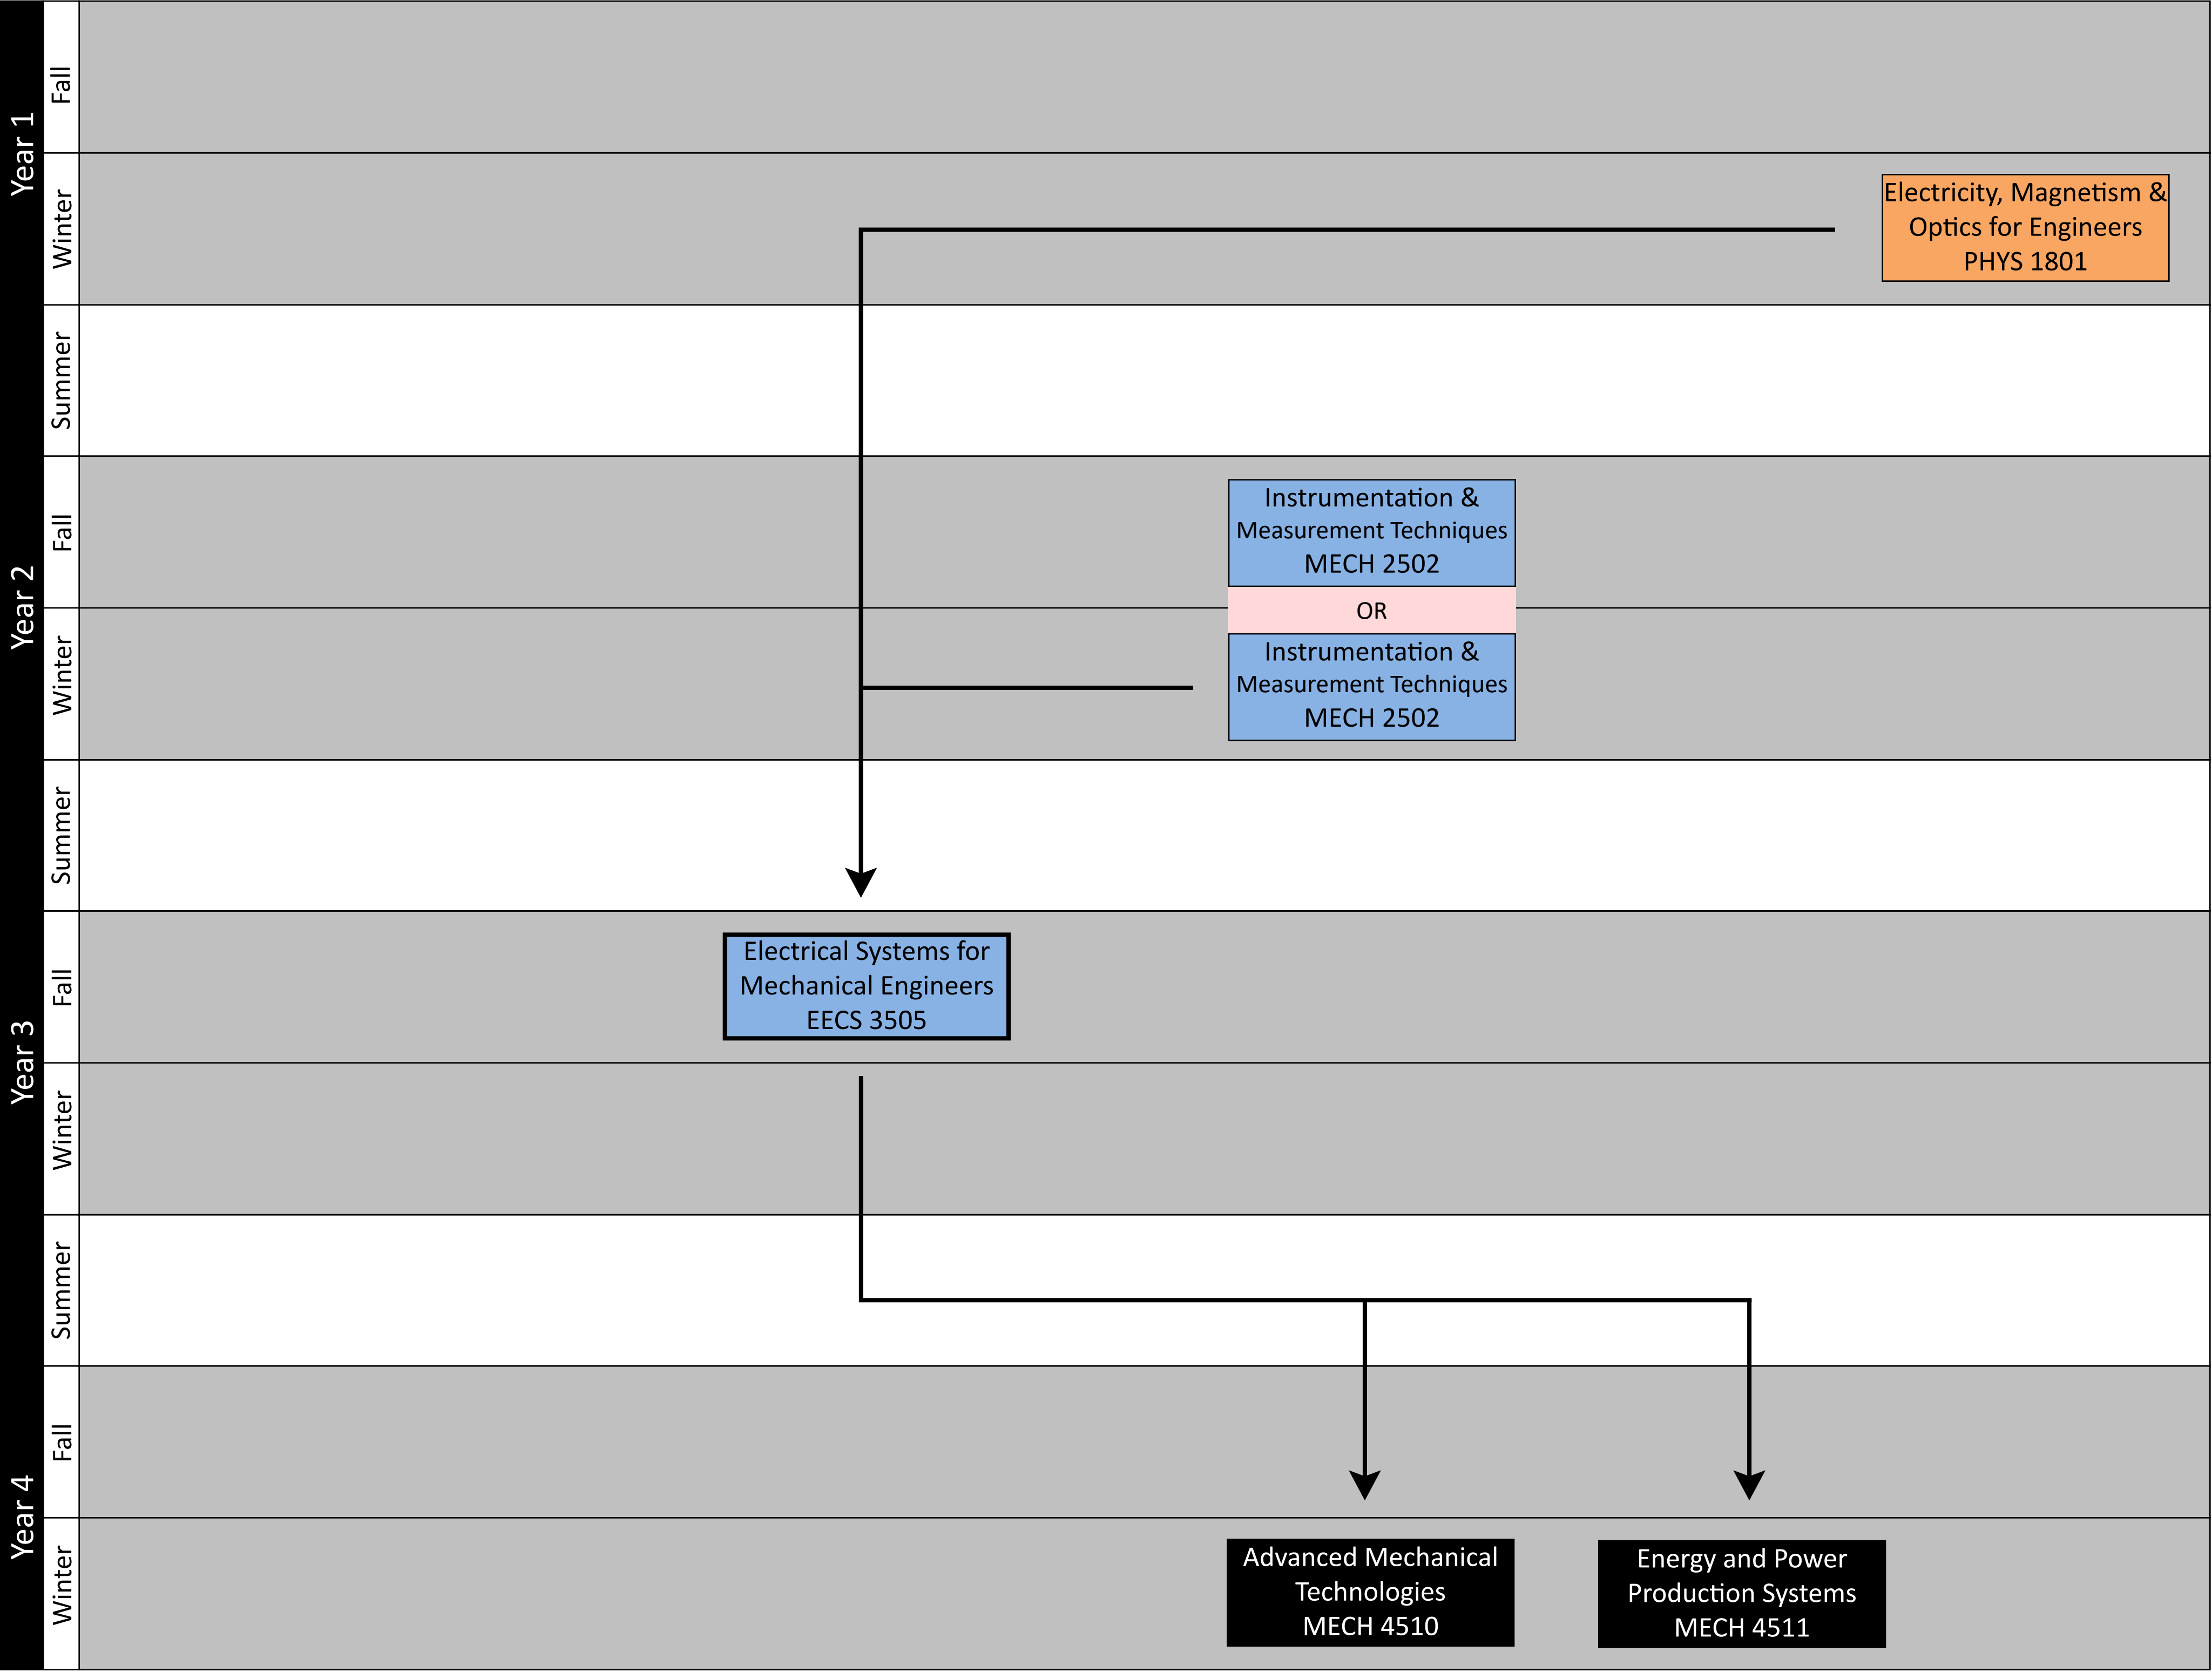 Year 1
Fall
Winter
Electricity, Magnetism &
Optics for Engineers
PHYS 1801
Summer
Year 2
Fall
Instrumentation &
Measurement Techniques
MECH 2502
OR
Winter
Instrumentation &
Measurement Techniques
MECH 2502
Summer
Year 3
Fall
Electrical Systems for
Mechanical Engineers
EECS 3505
Winter
Summer
Year 4
Fall
Winter
Advanced Mechanical
Technologies
MECH 4510
Energy and Power
Production Systems
MECH 4511